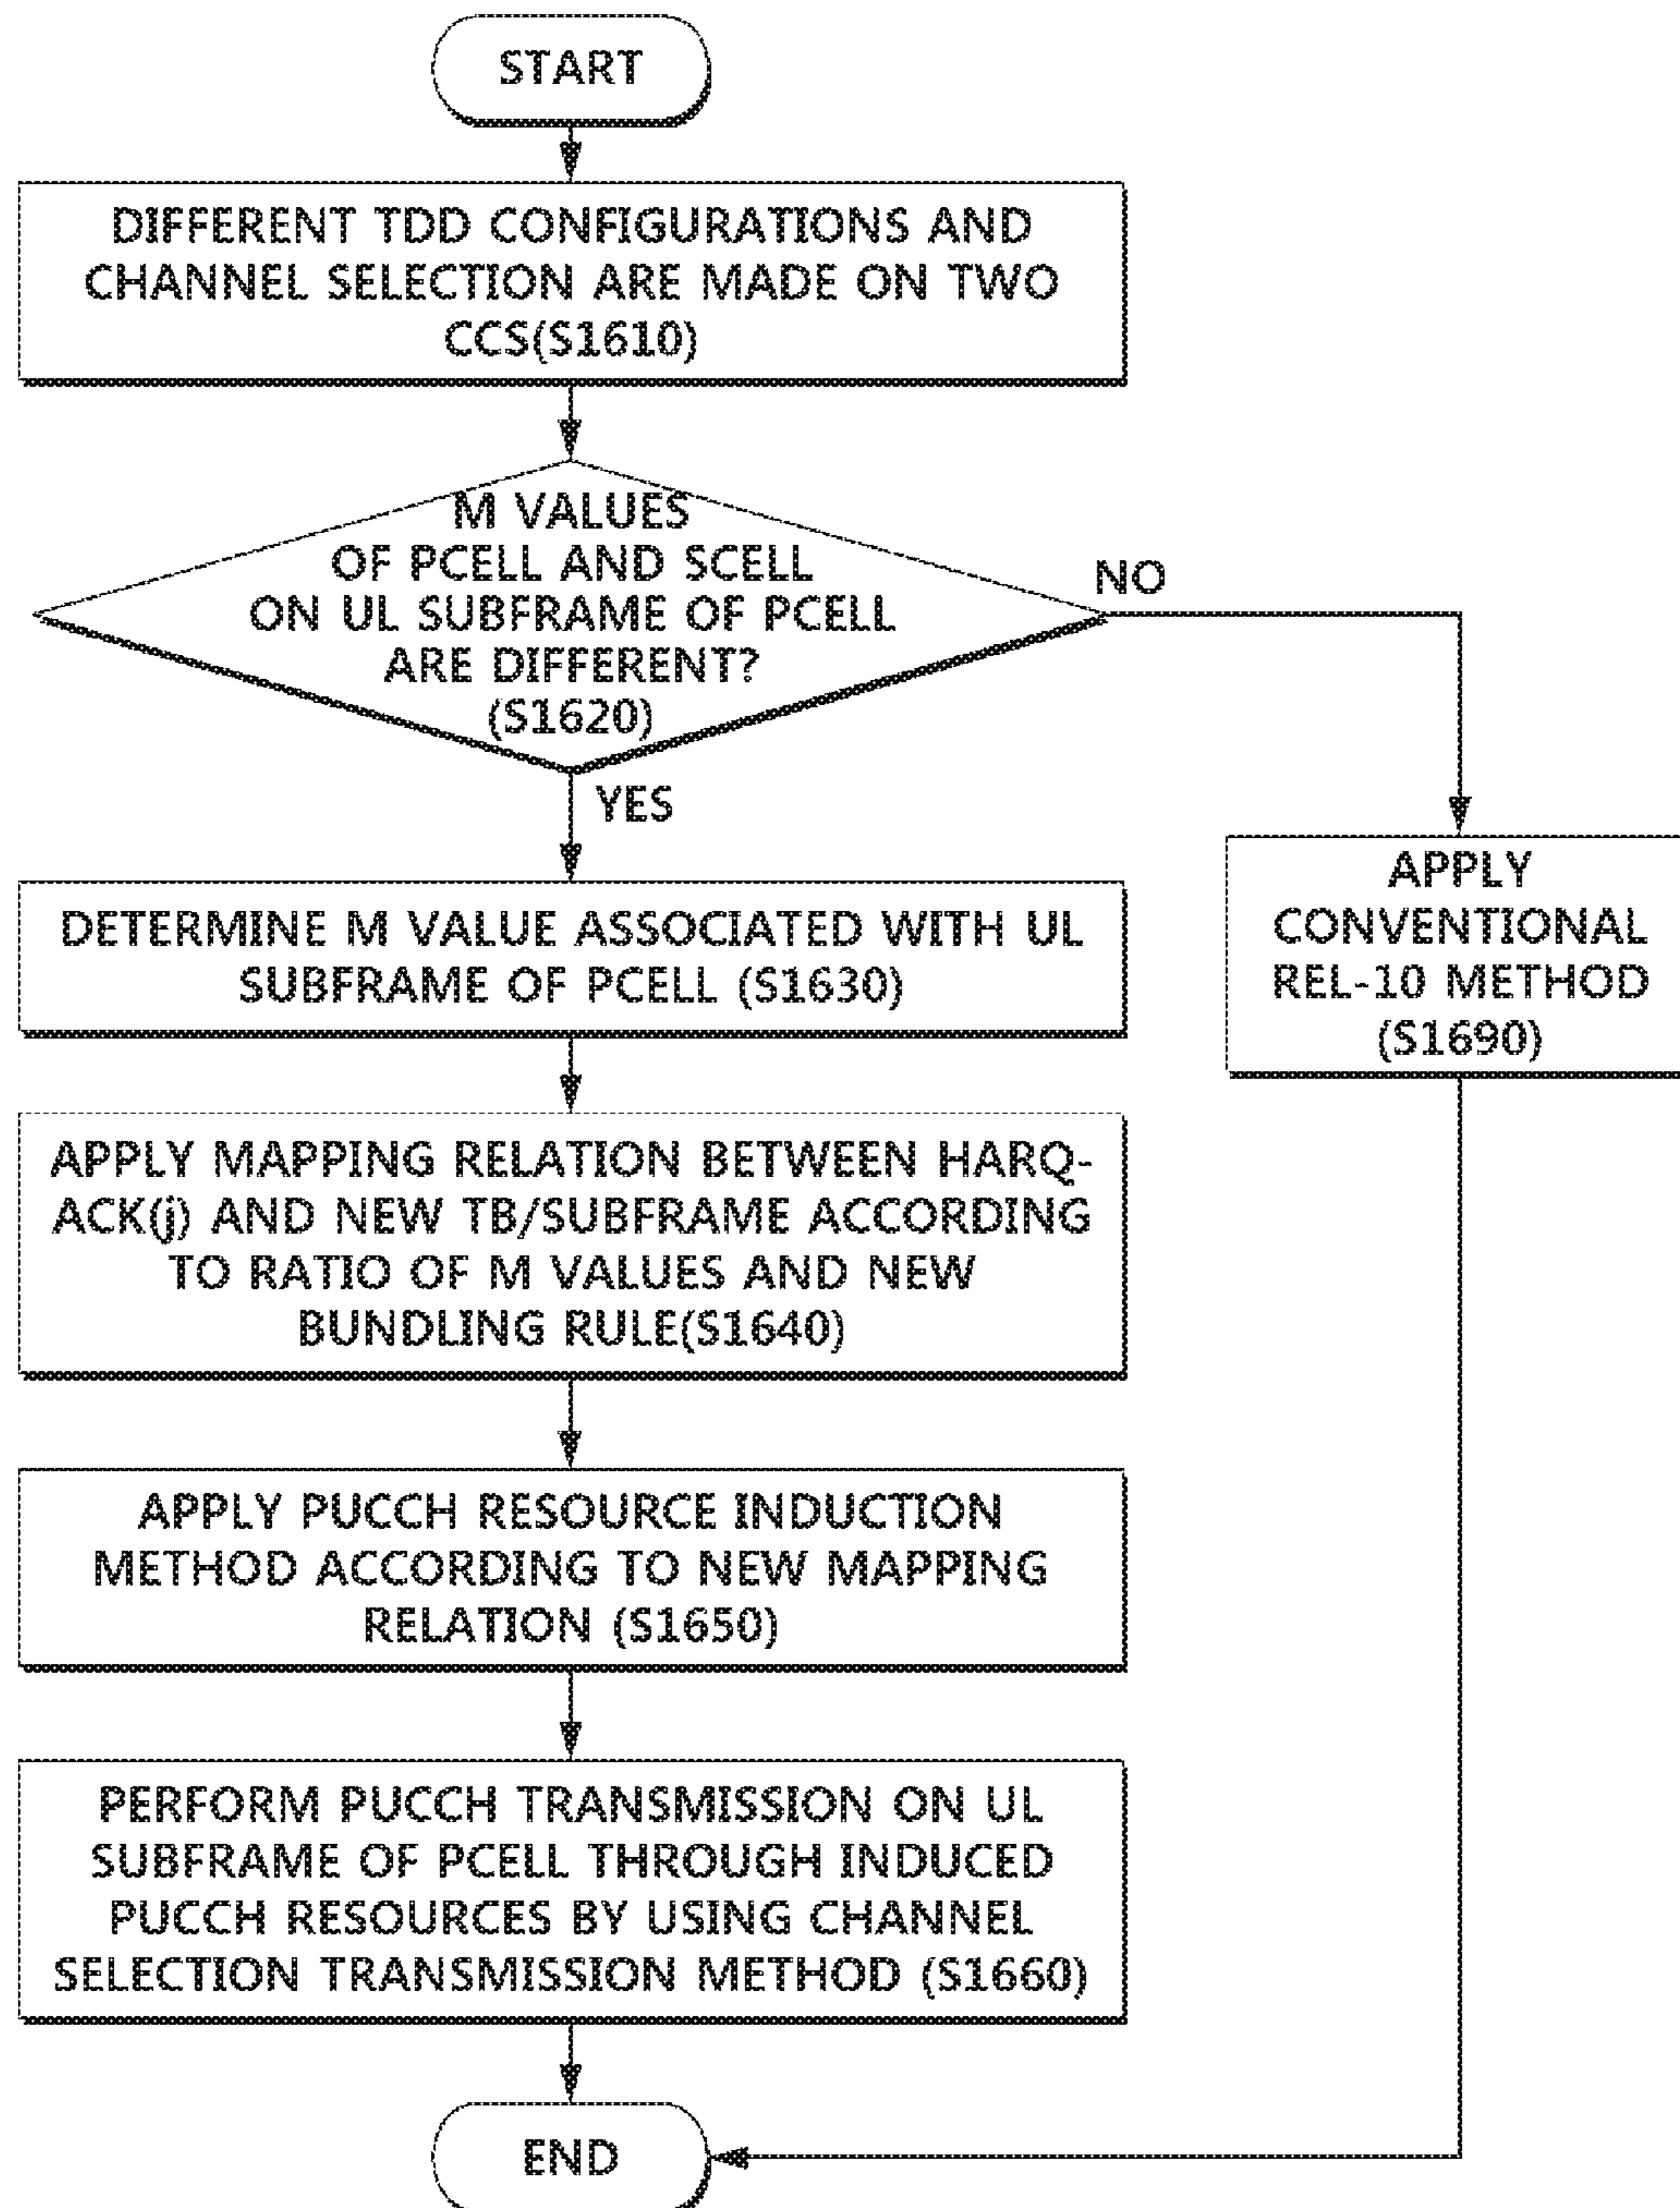 START
DIFFERENT TDD CONFIGURATIONS AND
CHANNEL SELECTION ARE MADE ON TWO
CCS(S1610)
M VALUES
OF PCELL AND SCELL
ON UL SUBFRAME OF PCELL
ARE DIFFERENT?
(S1620)
NO
YES
DETERMINE M VALUE ASSOCIATED WITH UL
SUBFRAME OF PCELL (S1630)
APPLY
CONVENTIONAL
REL-10 METHOD
(S1690)
APPLY MAPPING RELATION BETWEEN HARQ-
ACK(j) AND NEW TB/SUBFRAME ACCORDING
TO RATIO OF M VALUES AND NEW
BUNDLING RULE(S1640)
APPLY PUCCH RESOURCE INDUCTION
METHOD ACCORDING TO NEW MAPPING
RELATION (S1650)
PERFORM PUCCH TRANSMISSION ON UL
SUBFRAME OF PCELL THROUGH INDUCED
PUCCH RESOURCES BY USING CHANNEL
SELECTION TRANSMISSION METHOD (S1660)
END